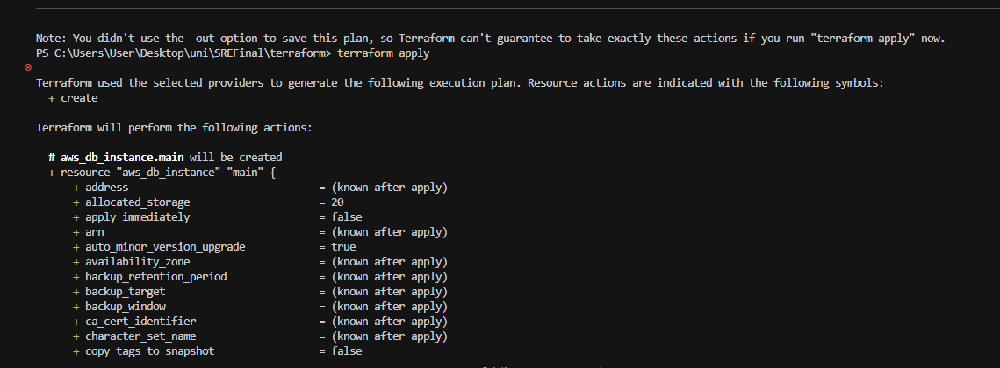 Note: You didn't use the -out option to save this plan, so Terraform can't guarantee to take exactly these actions if you run "terraform apply" now.
PS C:\Users\User\Desktop\uni\SREFinal\terraform> terraform apply
Terraform used the selected providers to generate the following execution plan. Resource actions are indicated with the following symbols:
+ create
Terraform will perform the following actions:
# aws_db_instance.main will be created
+ resource "aws_db_instance" "main" {
+ address = (known after apply)
+ allocated_storage = 20
+ apply_immediately = false
+ arn = (known after apply)
+ auto_minor_version_upgrade = true
+ availability_zone = (known after apply)
+ backup_retention_period = (known after apply)
+ backup_target = (known after apply)
+ backup_window = (known after apply)
+ ca_cert_identifier = (known after apply)
+ character_set_name = (known after apply)
+ copy_tags_to_snapshot = false